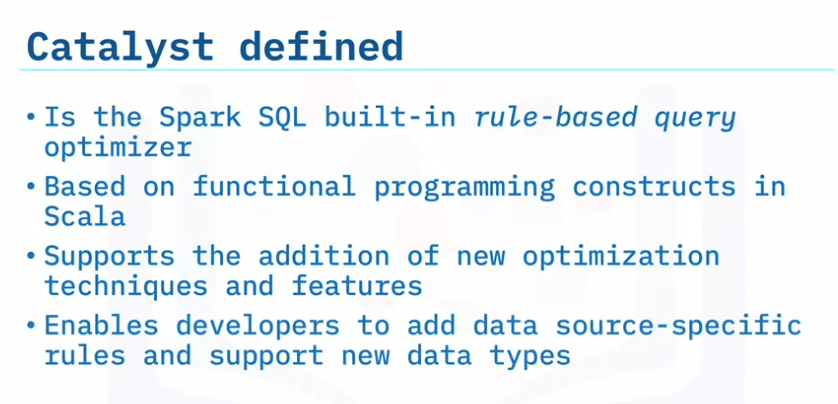 Catalyst defined
• Is the Spark SQL built-in rule-based query
optimizer
• Based on functional programming constructs in
Scala
• Supports the addition of new optimization
techniques and features
• Enables developers to add data source-specific
rules and support new data types